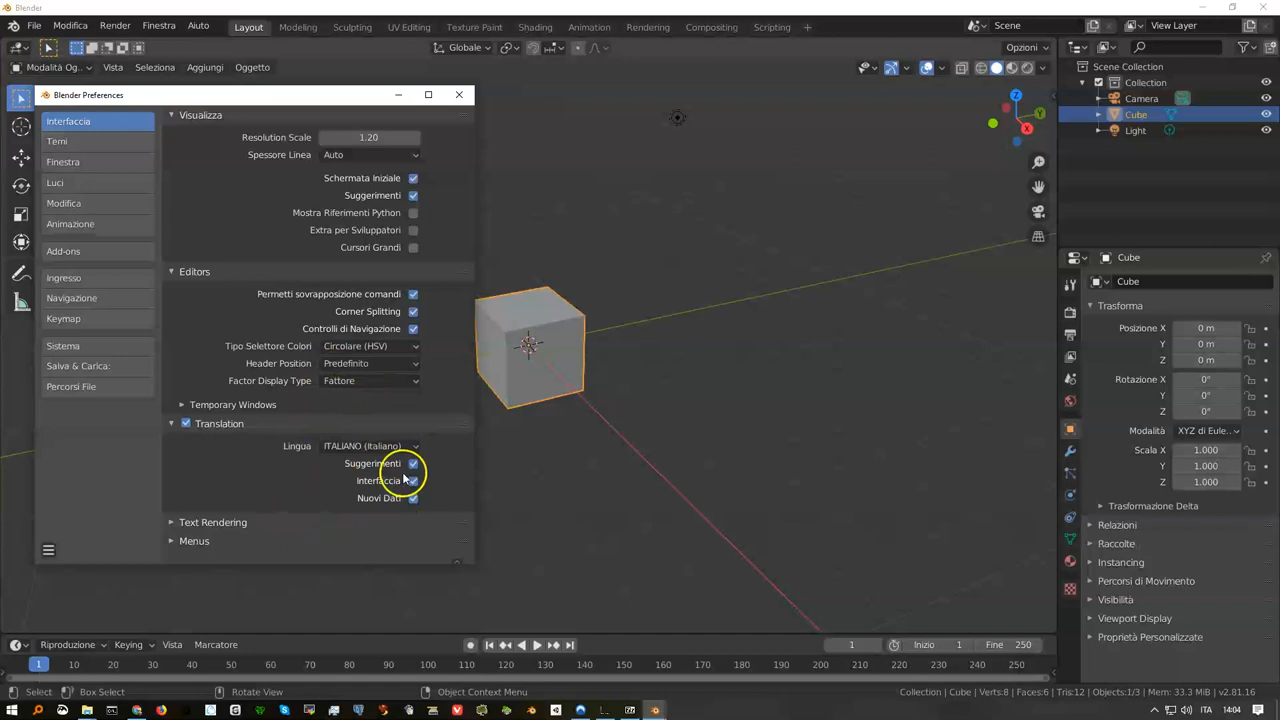 Blender
File Modifica Render Finestra Aiuto Layout Modeling Sculpting UV Editing Texture Paint Shading Animation Rendering Compositing Scripting + Scene View Layer
Globale Opzioni
Modalità Og.. Vista Seleziona Aggiungi Oggetto
Blender Preferences
Interfaccia
Temi
Finestra
Luci
Modifica
Animazione
Add-ons
Ingresso
Navigazione
Keymap
Sistema
Salva & Carica:
Percorsi File
Visualizza
Resolution Scale 1.20
Spessore Linea Auto
Schermata Iniziale
Suggerimenti
Mostra Riferimenti Python
Extra per Sviluppatori
Cursori Grandi
Editors
Permetti sovrapposizione comandi
Corner Splitting
Controlli di Navigazione
Tipo Selettore Colori Circolare (HSV)
Header Position Predefinito
Factor Display Type Fattore
Temporary Windows
Translation
Lingua ITALIANO (Italiano)
Suggerimenti
Interfaccia
Nuovi Dati
Text Rendering
Menus
Z
Y
X
Scene Collection
Collection
Camera
Cube
Light
Cube
Cube
Trasforma
Posizione X 0 m
Y 0 m
Z 0 m
Rotazione X 0°
Y 0°
Z 0°
Modalità XYZ di Eule..
Scala X 1.000
Y 1.000
Z 1.000
Trasformazione Delta
Relazioni
Raccolte
Instancing
Percorsi di Movimento
Visibilità
Viewport Display
Proprietà Personalizzate
Riproduzione Keying Vista Marcatore 1 Inizio 1 Fine 250
1 10 20 30 40 50 60 70 80 90 100 110 120 130 140 150 160 170 180 190 200 210 220 230 240 250
Select Box Select Rotate View Object Context Menu Collection | Cube | Verts:8 | Faces:6 | Tris:12 | Objects:1/3 | Mem: 33.3 MiB | v2.81.16
ITA 14:04